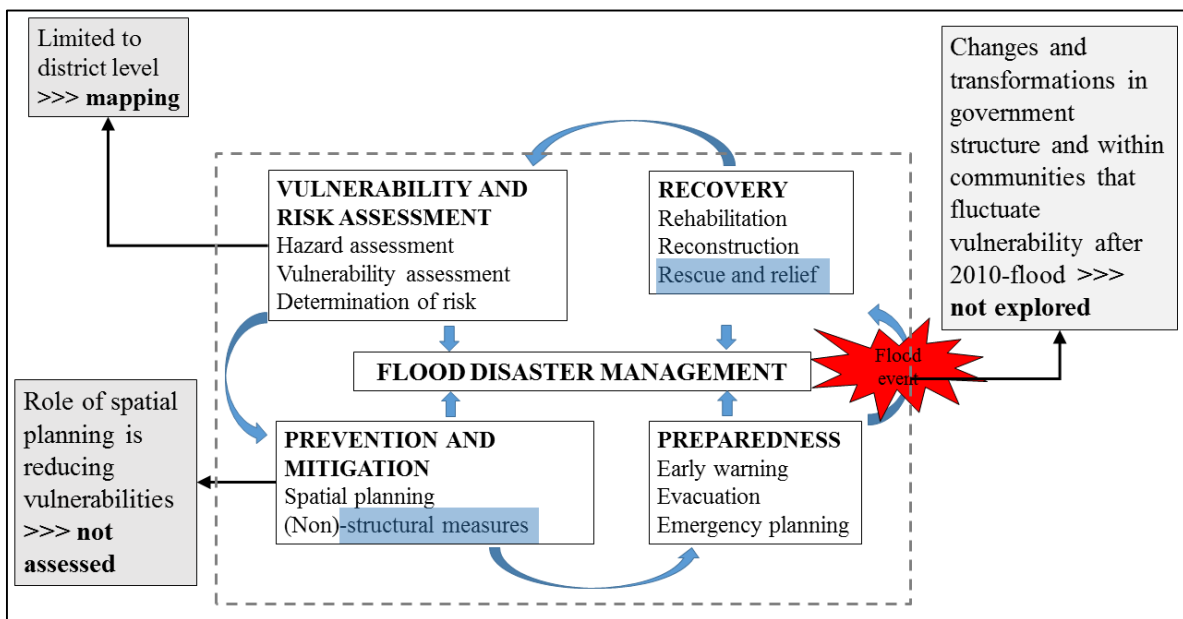 Limited to
district level
>>> mapping
Changes and
transformations in
government
structure and within
communities that
fluctuate
vulnerability after
2010-flood >>>
not explored
VULNERABILITY AND
RISK ASSESSMENT
Hazard assessment
Vulnerability assessment
Determination of risk
RECOVERY
Rehabilitation
Reconstruction
Rescue and relief
FLOOD DISASTER MANAGEMENT
Flood
event
Role of spatial
planning is
reducing
vulnerabilities
>>> not
assessed
PREVENTION AND
MITIGATION
Spatial planning
(Non)-structural measures
PREPAREDNESS
Early warning
Evacuation
Emergency planning